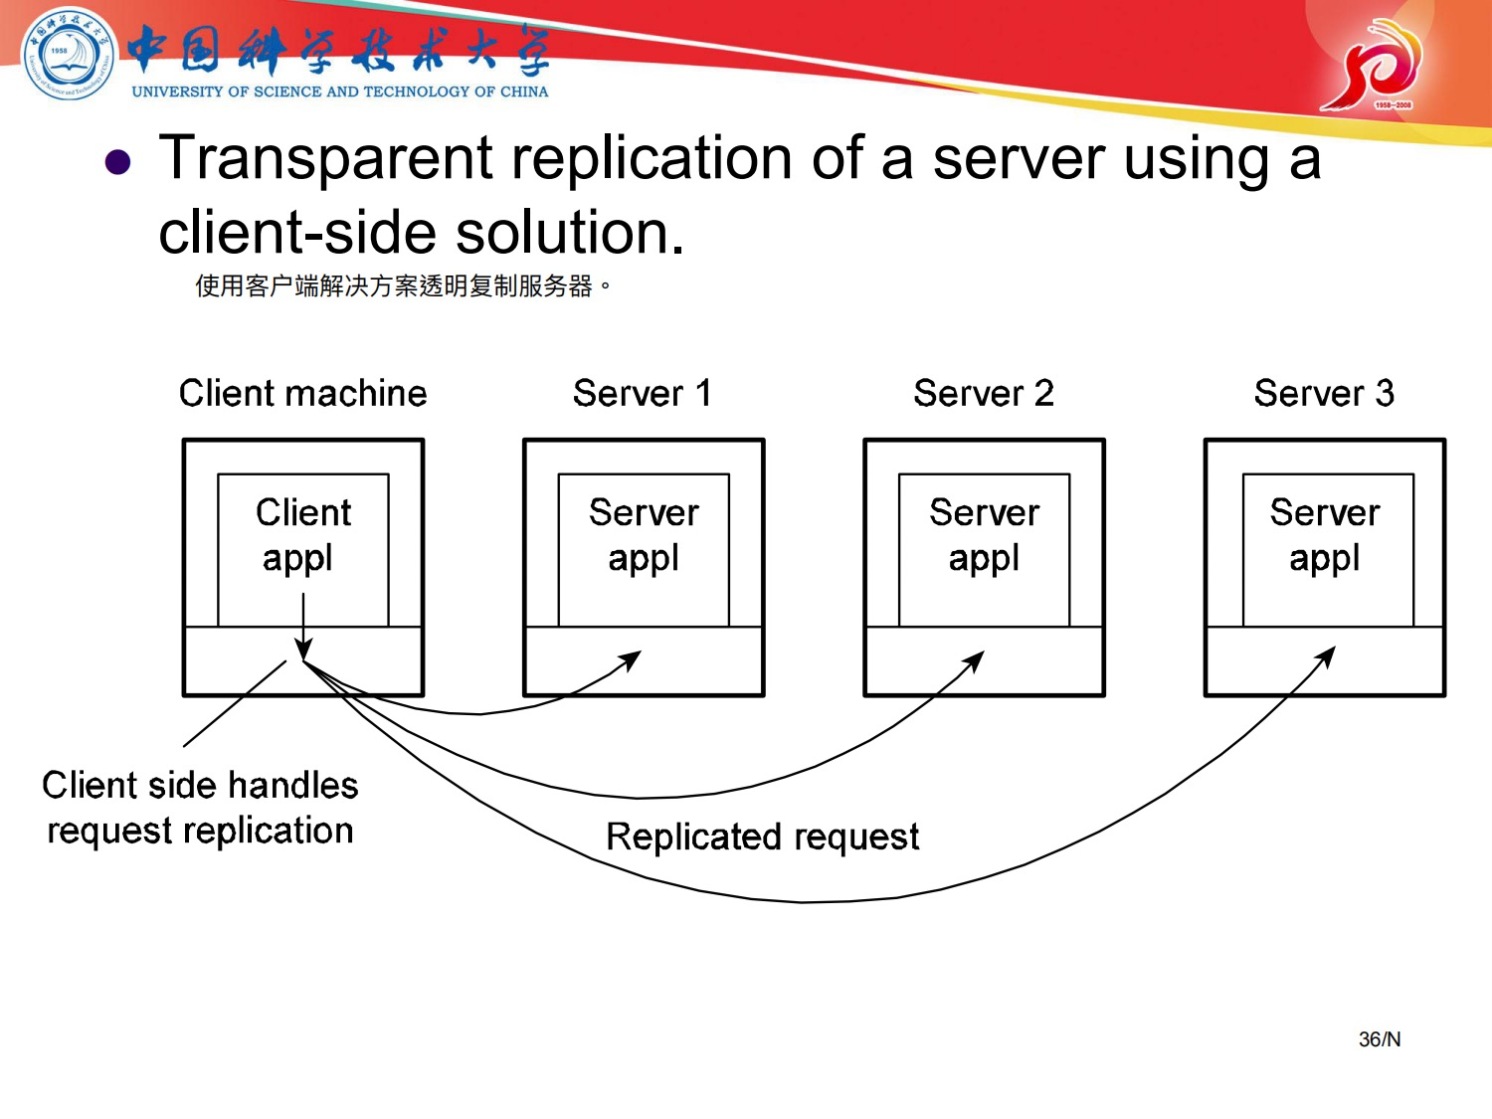 中国科学技术大学
UNIVERSITY OF SCIENCE AND TECHNOLOGY OF CHINA
1958
1958—2008
● Transparent replication of a server using a
client-side solution.
使用客户端解决方案透明复制服务器。
Client machine
Server 1
Server 2
Server 3
Client
appl
Server
appl
Server
appl
Server
appl
Client side handles
request replication
Replicated request
36/N